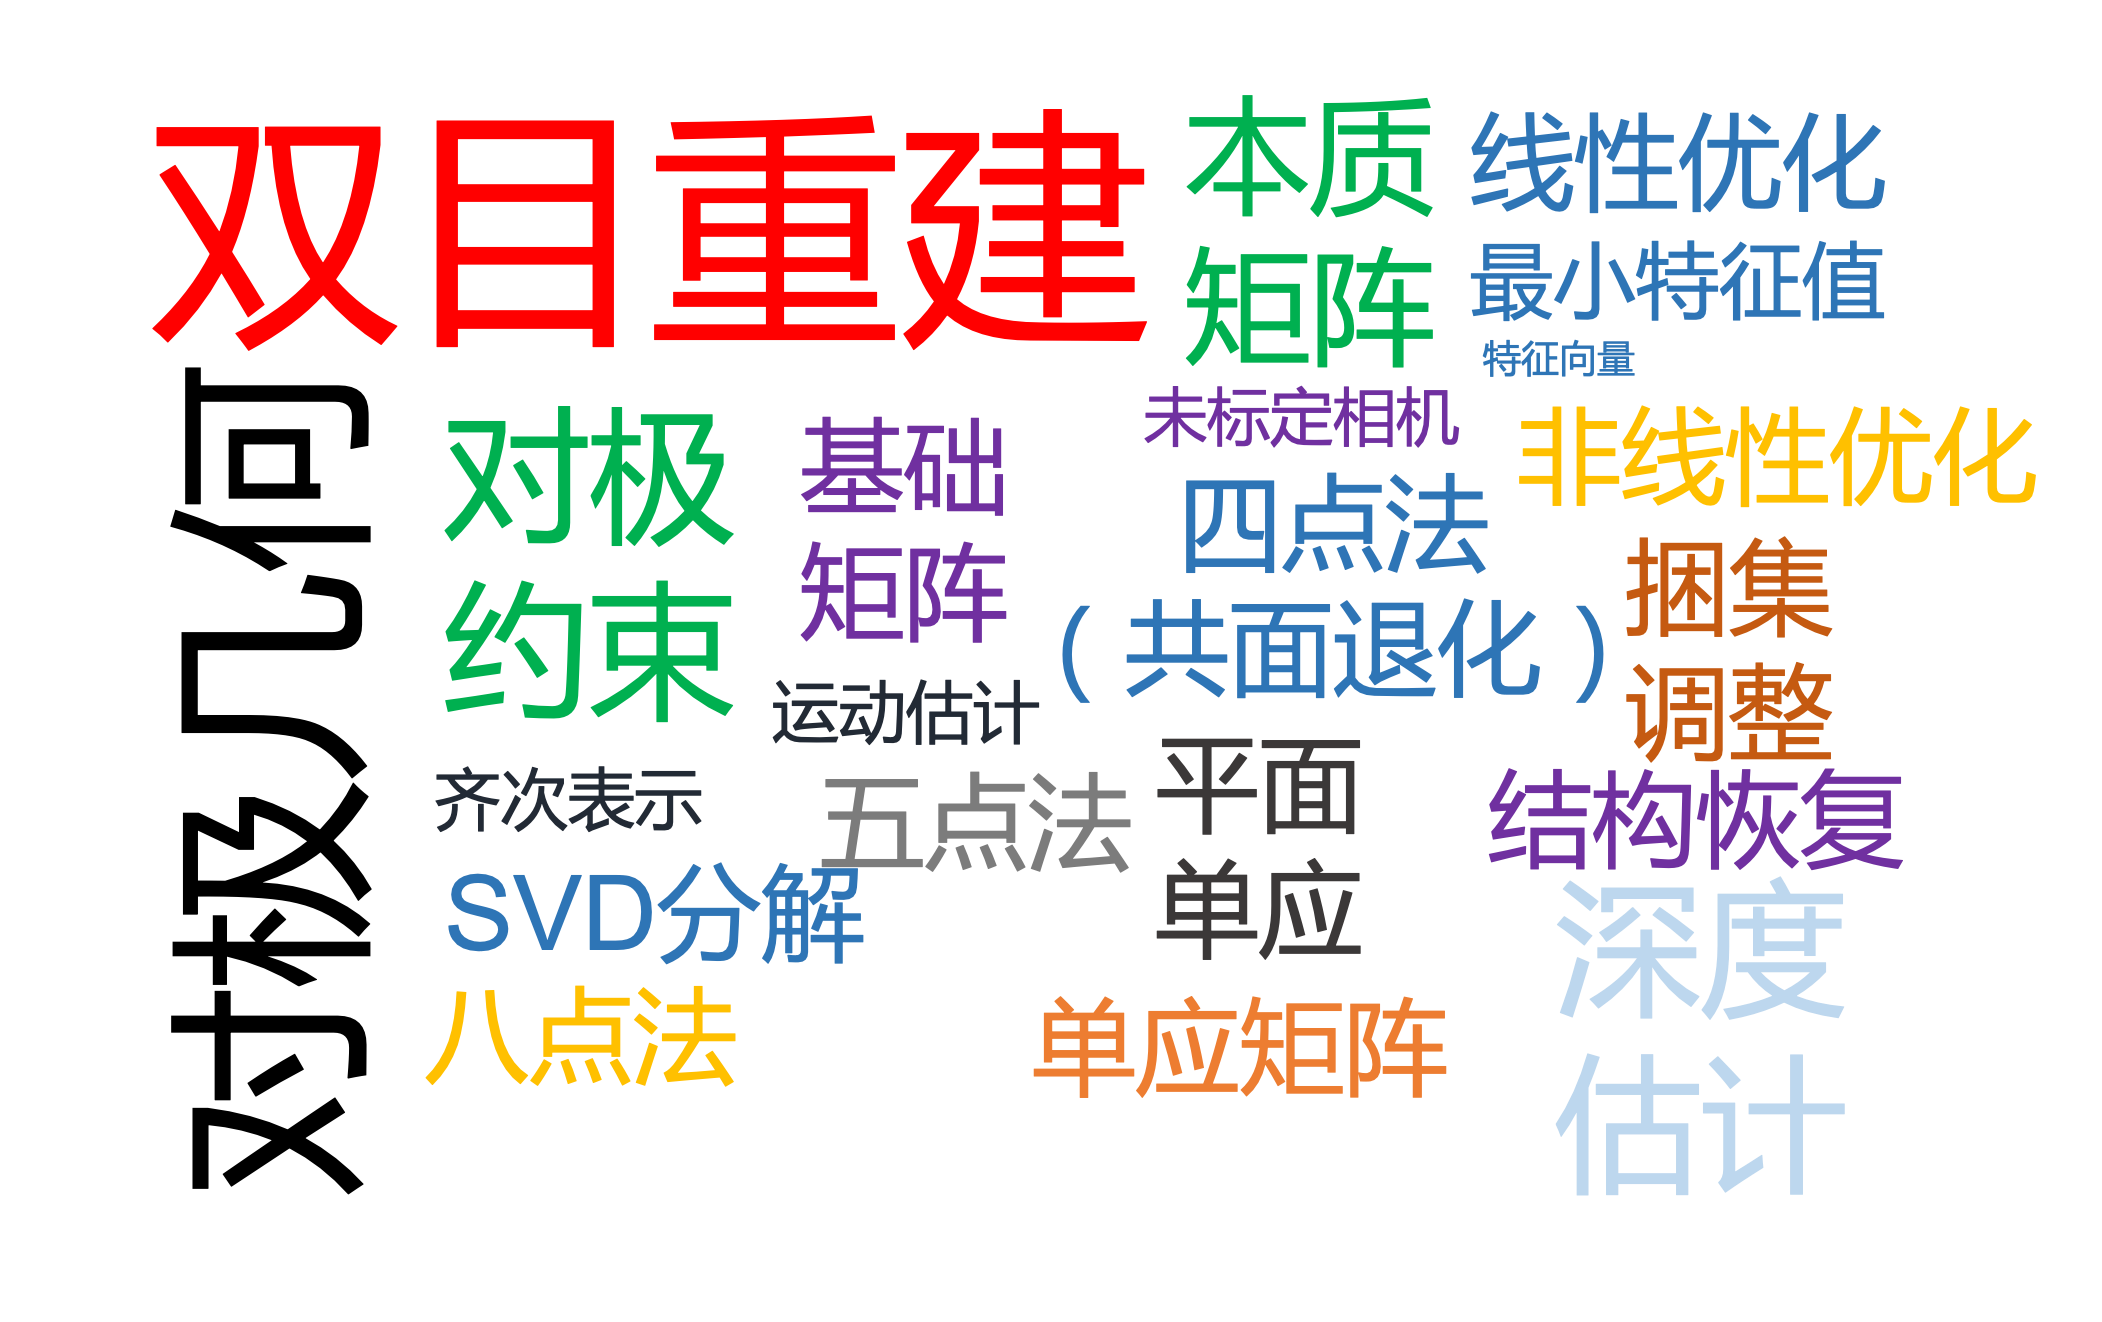 双目重建
对极几何
本质
矩阵
线性优化
最小特征值
特征向量
对极
约束
基础
矩阵
未标定相机
非线性优化
四点法
（共面退化）
捆集
调整
运动估计
齐次表示
五点法
平面
单应
结构恢复
SVD分解
八点法
单应矩阵
深度
估计